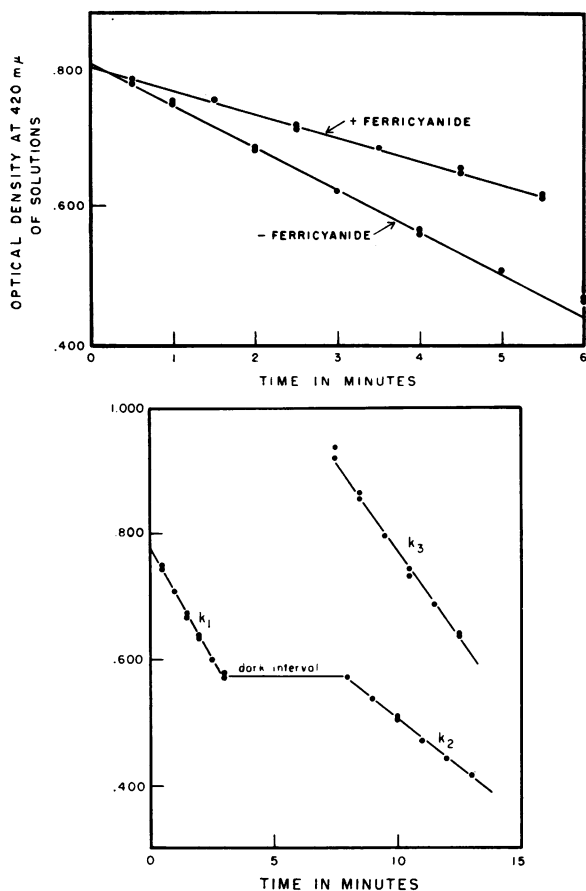 OPTICAL DENSITY AT 420 mμ
OF SOLUTIONS
.800
.600
.400
+ FERRICYANIDE
− FERRICYANIDE
0 1 2 3 4 5 6
TIME IN MINUTES
1.000
.800
.600
.400
k1
dark interval
k3
k2
0 5 10 15
TIME IN MINUTES